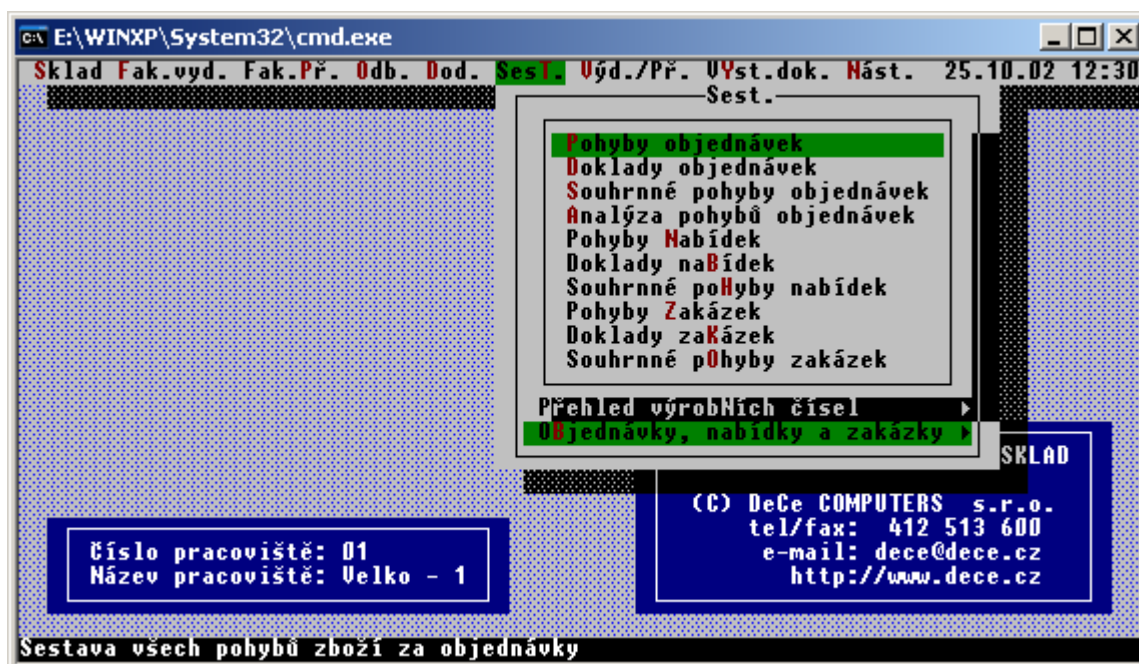 E:\WINXP\System32\cmd.exe
Sklad Fak.vyd. Fak.Př. Odb. Dod. SesT. Výd./Př. VYst.dok. Nást. 25.10.02 12:30
Sest.
Pohyby objednávek
Doklady objednávek
Souhrnné pohyby objednávek
Analýza pohybů objednávek
Pohyby Nabídek
Doklady naBídek
Souhrnné poHyby nabídek
Pohyby Zakázek
Doklady zaKázek
Souhrnné pOhyby zakázek
Přehled výrobNích čísel
OBjednávky, nabídky a zakázky
SKLAD
(C) DeCe COMPUTERS s.r.o.
tel/fax: 412 513 600
e-mail: dece@dece.cz
http://www.dece.cz
Číslo pracoviště: 01
Název pracoviště: Velko - 1
Sestava všech pohybů zboží za objednávky